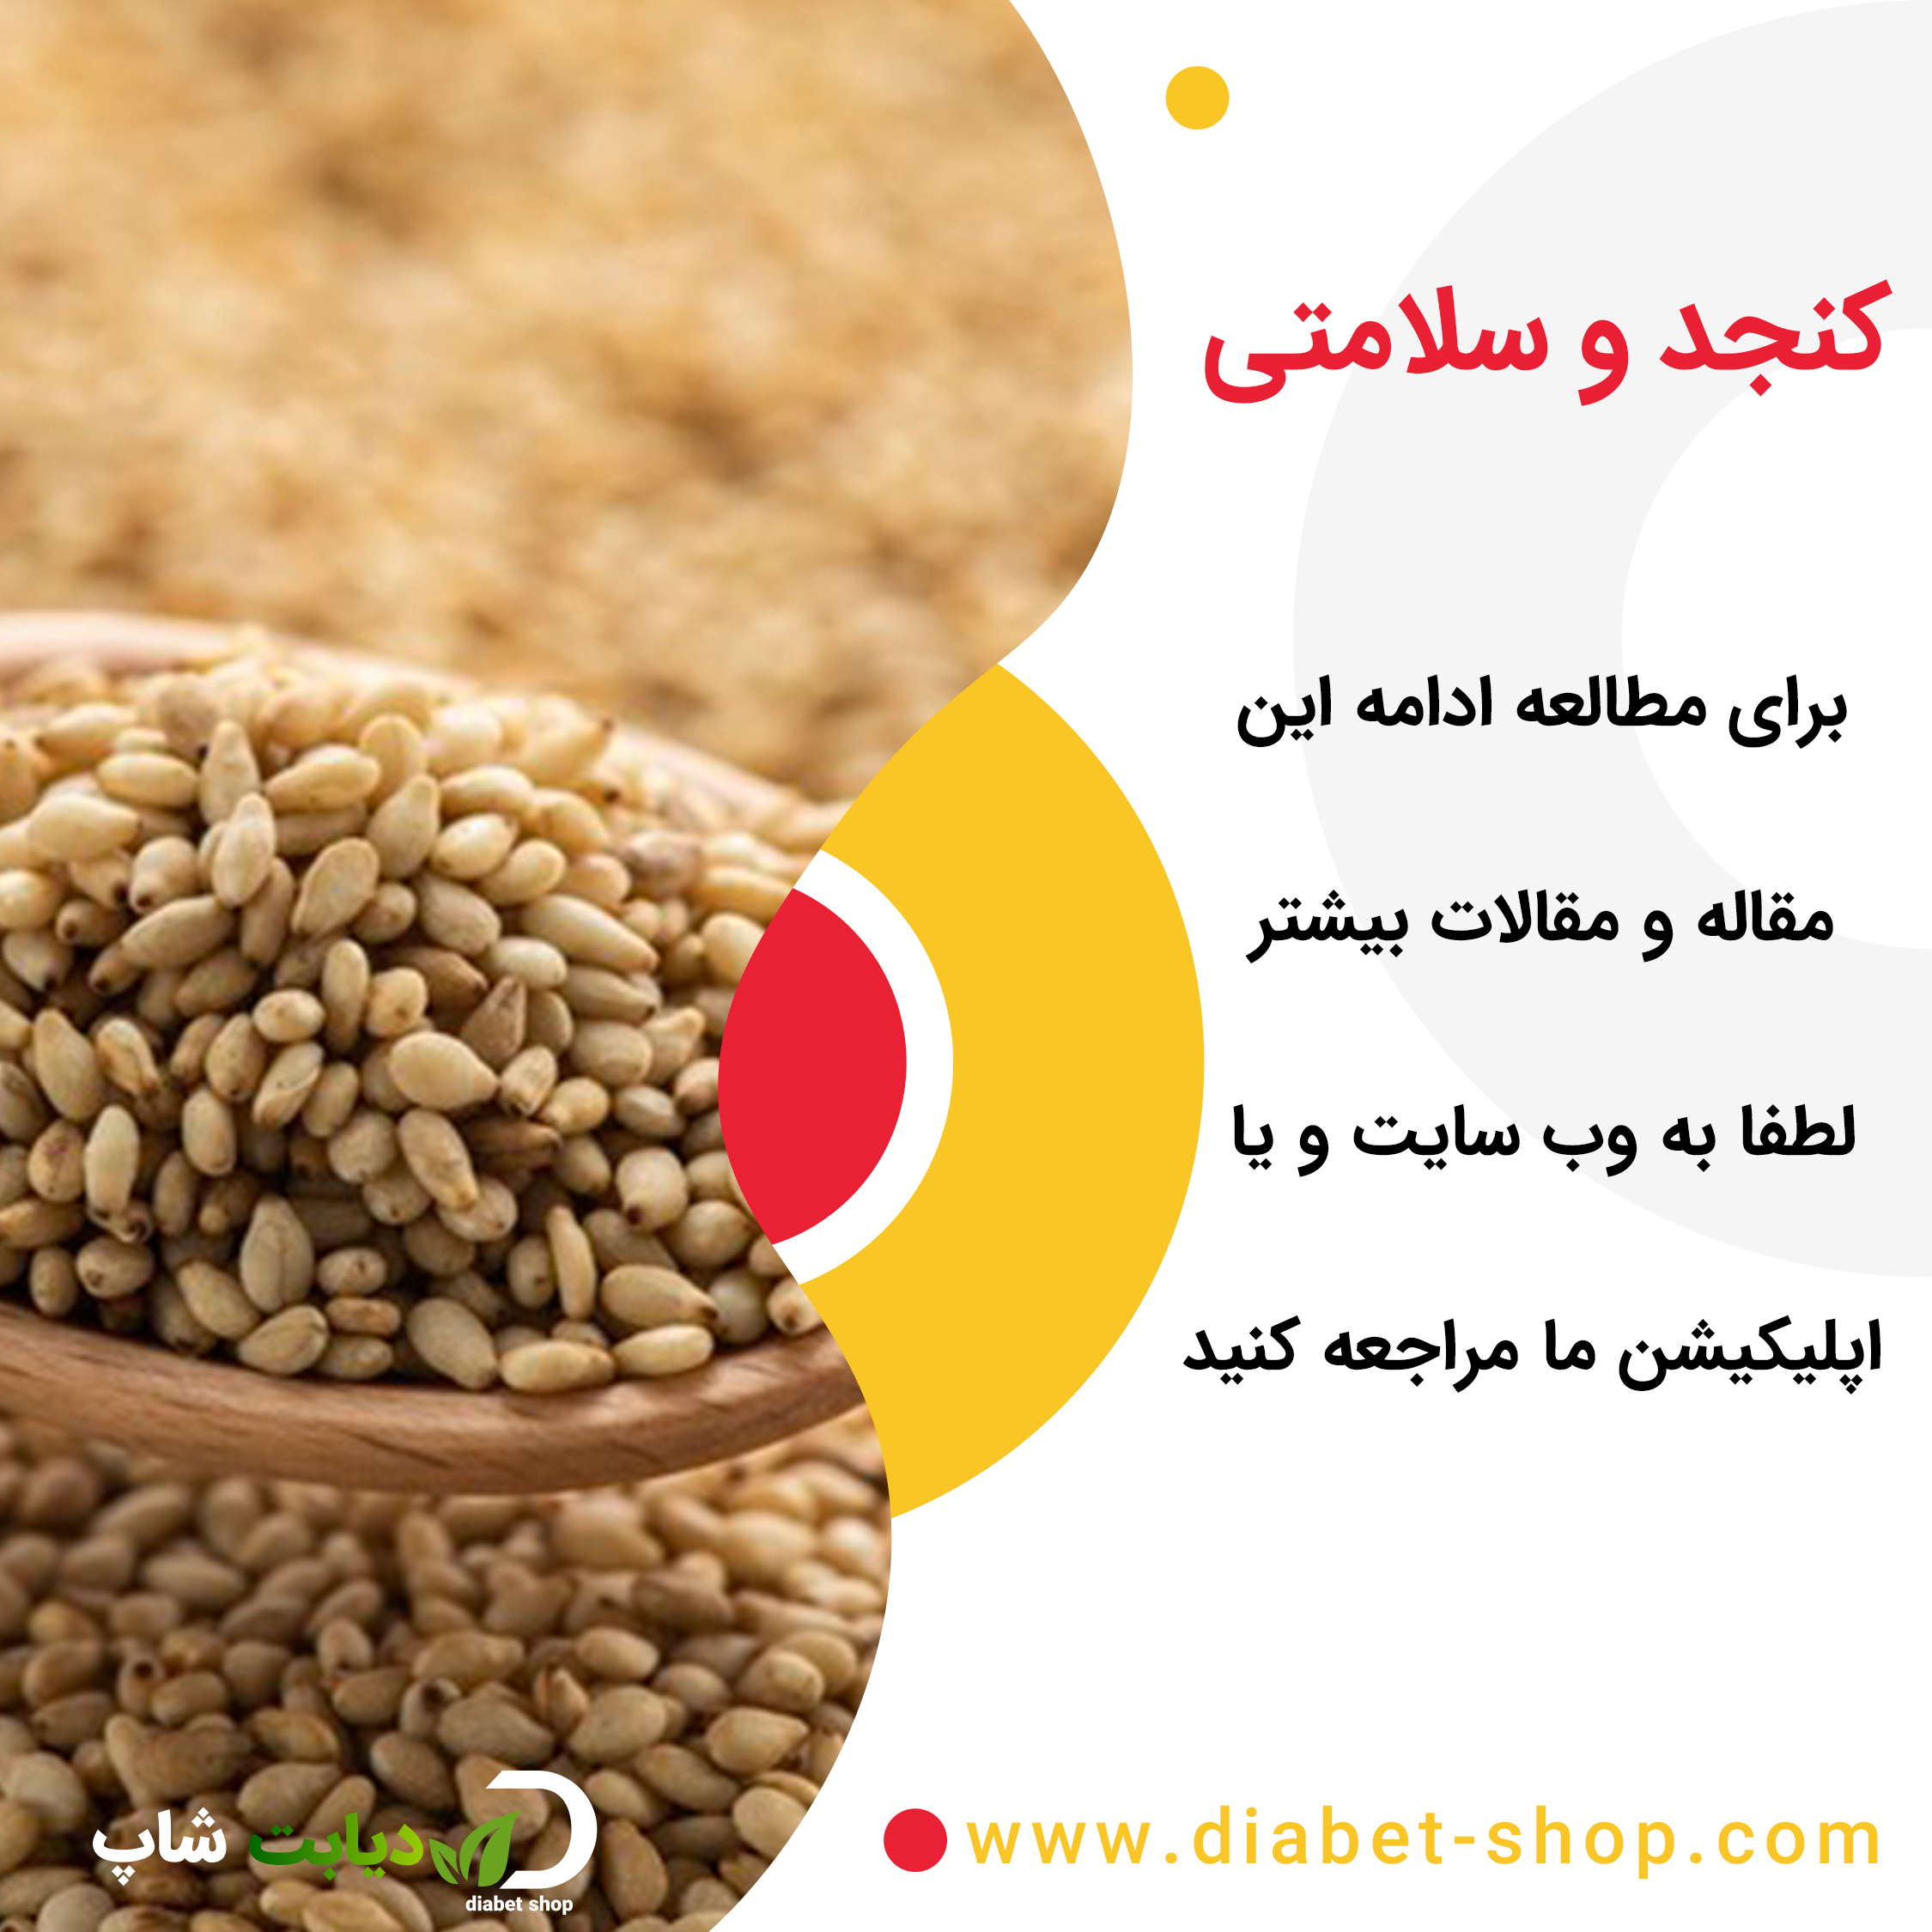 کنجد و سلامتی
برای مطالعه ادامه این
مقاله و مقالات بیشتر
لطفا به وب سایت و یا
اپلیکیشن ما مراجعه کنید
www.diabet-shop.com
دیابت شاپ
diabet shop